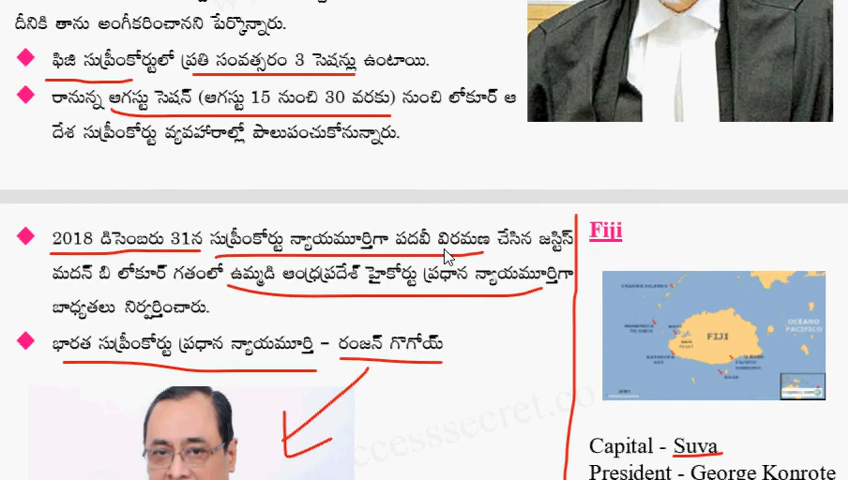 దీనికి తాను అంగీకరించానని పేర్కొన్నారు.
ఫిజి సుప్రీంకోర్టులో ప్రతి సంవత్సరం 3 సెషన్లు ఉంటాయి.
రానున్న ఆగస్టు సెషన్ (ఆగస్టు 15 నుంచి 30 వరకు) నుంచి లోకూర్ ఆ
దేశ సుప్రీంకోర్టు వ్యవహారాల్లో పాలుపంచుకోనున్నారు.
2018 డిసెంబరు 31న సుప్రీంకోర్టు న్యాయమూర్తిగా పదవీ విరమణ చేసిన జస్టిస్
మదన్ బి లోకూర్ గతంలో ఉమ్మడి ఆంధ్రప్రదేశ్ హైకోర్టు ప్రధాన న్యాయమూర్తిగా
బాధ్యతలు నిర్వర్తించారు.
భారత సుప్రీంకోర్టు ప్రధాన న్యాయమూర్తి – రంజన్ గొగోయ్
Fiji
OCEANO
PACIFICO
FIJI
Capital - Suva
President - George Konrote